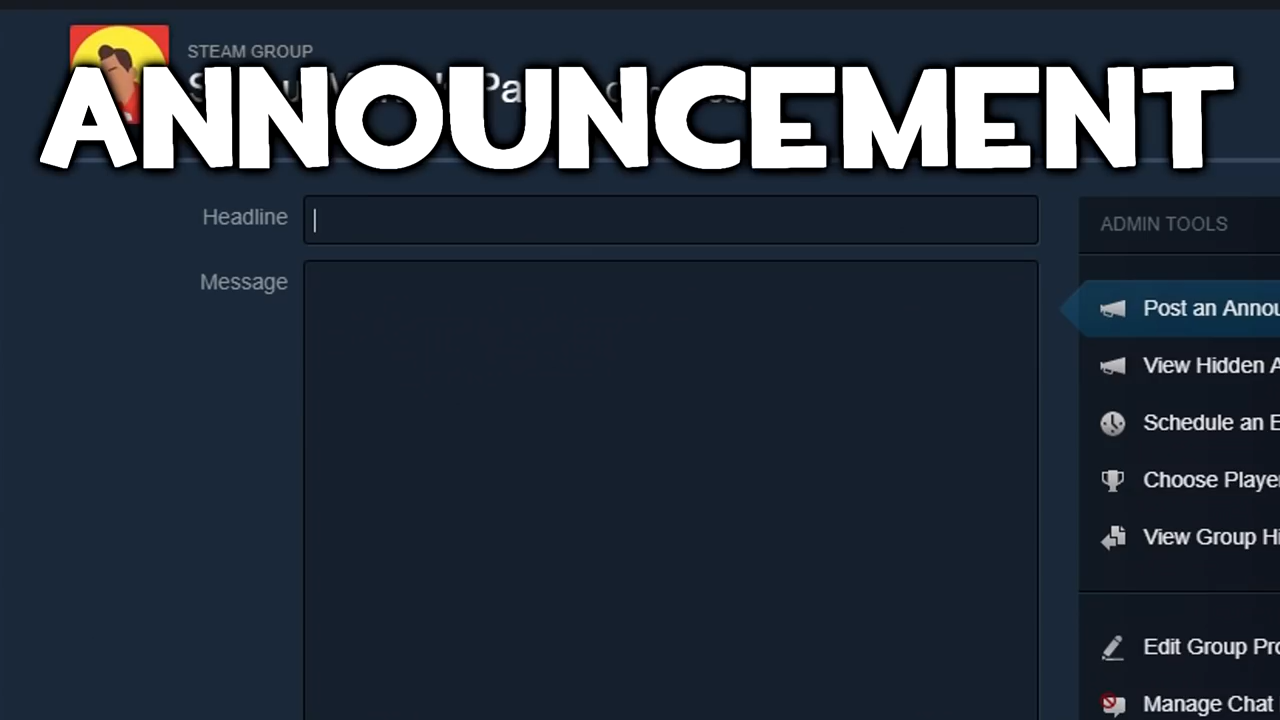 STEAM GROUP
ANNOUNCEMENT
Headline
ADMIN TOOLS
Message
Post an Annou
View Hidden A
Schedule an E
Choose Player
View Group Hi
Edit Group Pro
Manage Chat